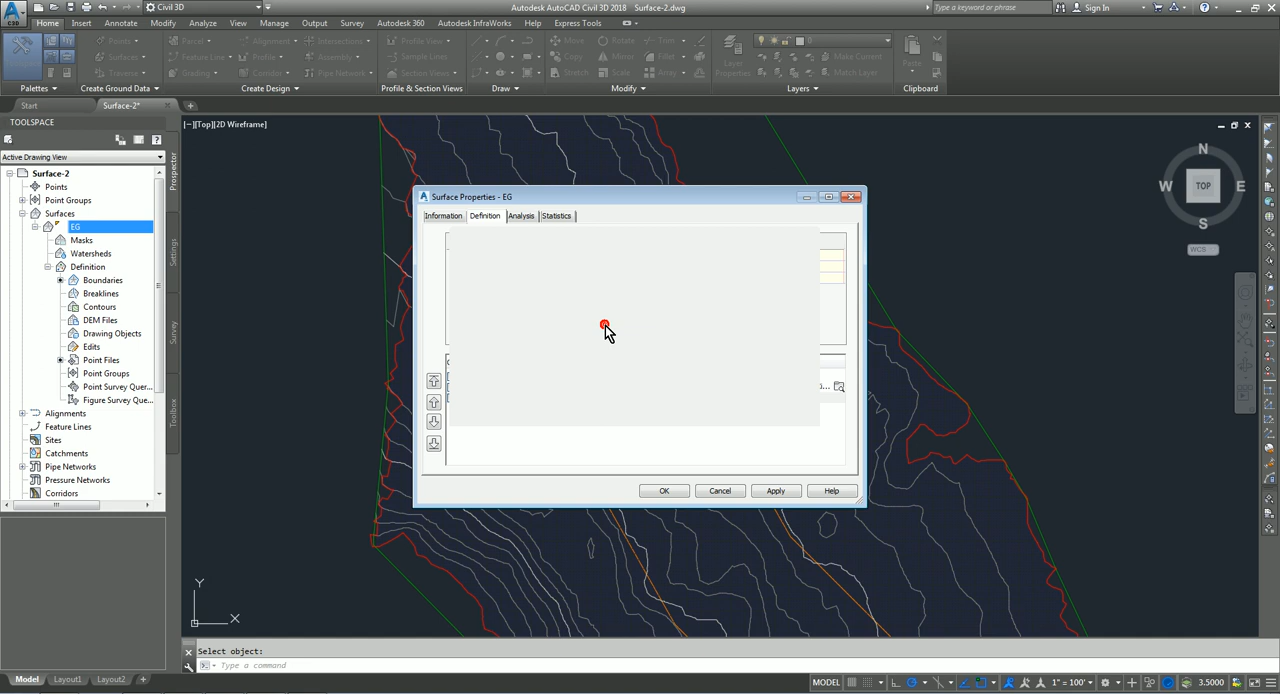 Civil 3D
Autodesk AutoCAD Civil 3D 2018 Surface-2.dwg
Type a keyword or phrase
Sign In
C3D
Home Insert Annotate Modify Analyze View Manage Output Survey Autodesk 360 Autodesk InfraWorks Help Express Tools
Points Parcel Alignment Intersections Profile View Move Rotate Trim 0
Surfaces Feature Line Profile Assembly Sample Lines Copy Mirror Fillet Make Current
Traverse Grading Corridor Pipe Network Section Views Stretch Scale Array Match Layer
Layer Properties
Paste
Palettes Create Ground Data Create Design Profile & Section Views Draw Modify Layers Clipboard
Start Surface-2*
TOOLSPACE
[−][Top][2D Wireframe]
Active Drawing View
Surface-2
Points
Point Groups
Surfaces
EG
Masks
Watersheds
Definition
Boundaries
Breaklines
Contours
DEM Files
Drawing Objects
Edits
Point Files
Point Groups
Point Survey Quer...
Figure Survey Que...
Alignments
Feature Lines
Sites
Catchments
Pipe Networks
Pressure Networks
Corridors
Prospector
Settings
Survey
Toolbox
Surface Properties - EG
Information Definition Analysis Statistics
OK Cancel Apply Help
N
W TOP E
S
WCS
Y
X
Select object:
Type a command
Model Layout1 Layout2 +
MODEL 1" = 100' 3.5000